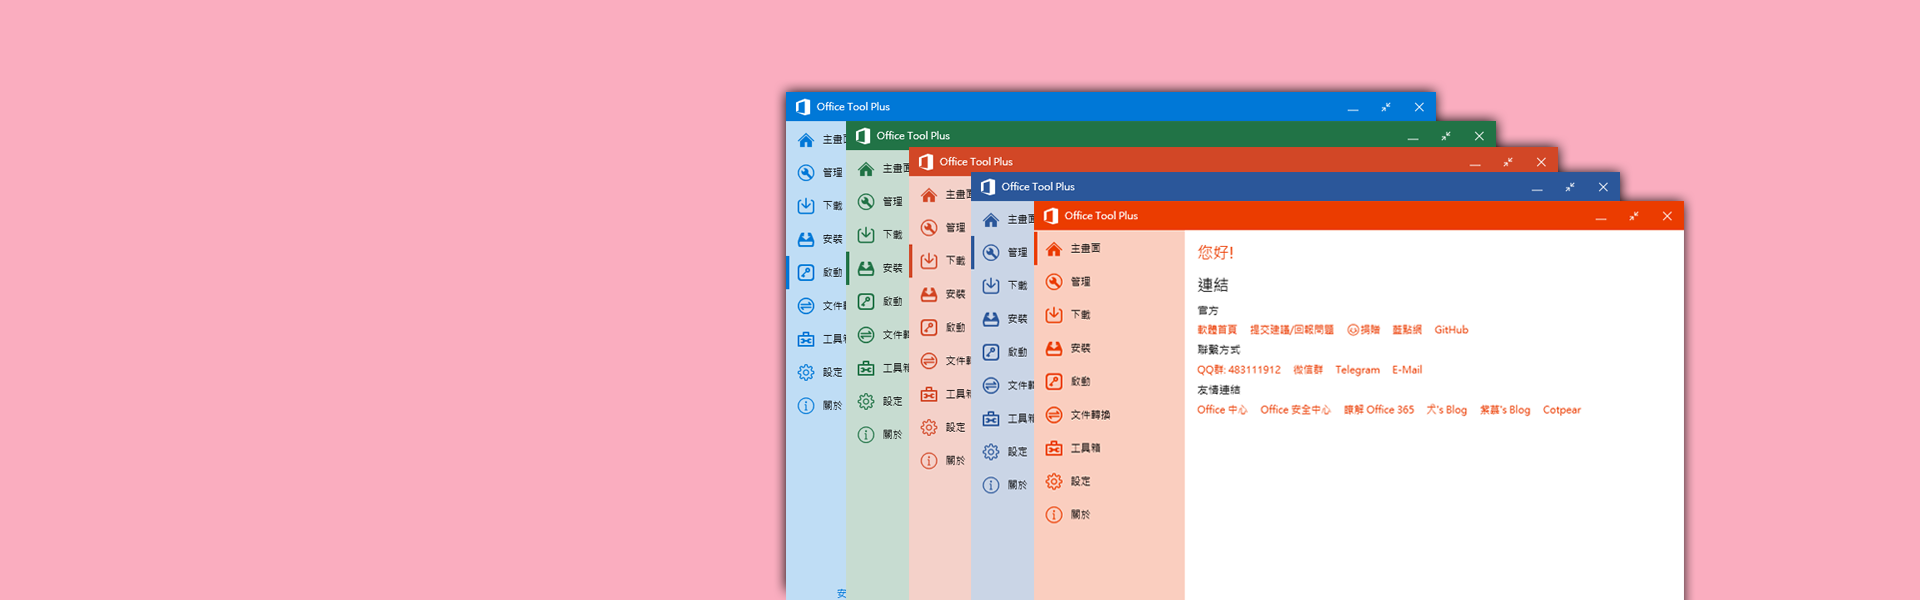 Office Tool Plus
主畫
管理
下載
安裝
啟動
文件
工具
設定
關於
安
Office Tool Plus
主畫
管理
下載
安裝
啟動
文件
工具
設定
關於
Office Tool Plus
主畫
管理
下載
安裝
啟動
文件
工具
設定
關於
Office Tool Plus
主畫面
管理
下載
安裝
啟動
文件
工具
設定
關於
Office Tool Plus
主畫面
管理
下載
安裝
啟動
文件轉換
工具箱
設定
關於
您好!
連結
官方
軟體首頁 提交建議/回報問題 捐贈 藍點網 GitHub
聯繫方式
QQ群: 483111912 微信群 Telegram E-Mail
友情連結
Office 中心 Office 安全中心 瞭解 Office 365 犬's Blog 's Blog Cotpear